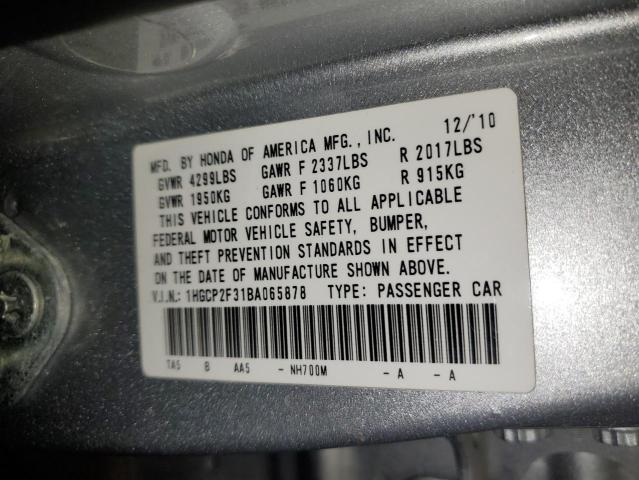 MFD. BY HONDA OF AMERICA MFG., INC. 12/'10
GVWR 4299LBS GAWR F 2337LBS R 2017LBS
GVWR 1950KG GAWR F 1060KG R 915KG
THIS VEHICLE CONFORMS TO ALL APPLICABLE
FEDERAL MOTOR VEHICLE SAFETY, BUMPER,
AND THEFT PREVENTION STANDARDS IN EFFECT
ON THE DATE OF MANUFACTURE SHOWN ABOVE.
V.I.N.: 1HGCP2F31BA065878 TYPE: PASSENGER CAR
TA5 B AA5 - NH700M - A - A